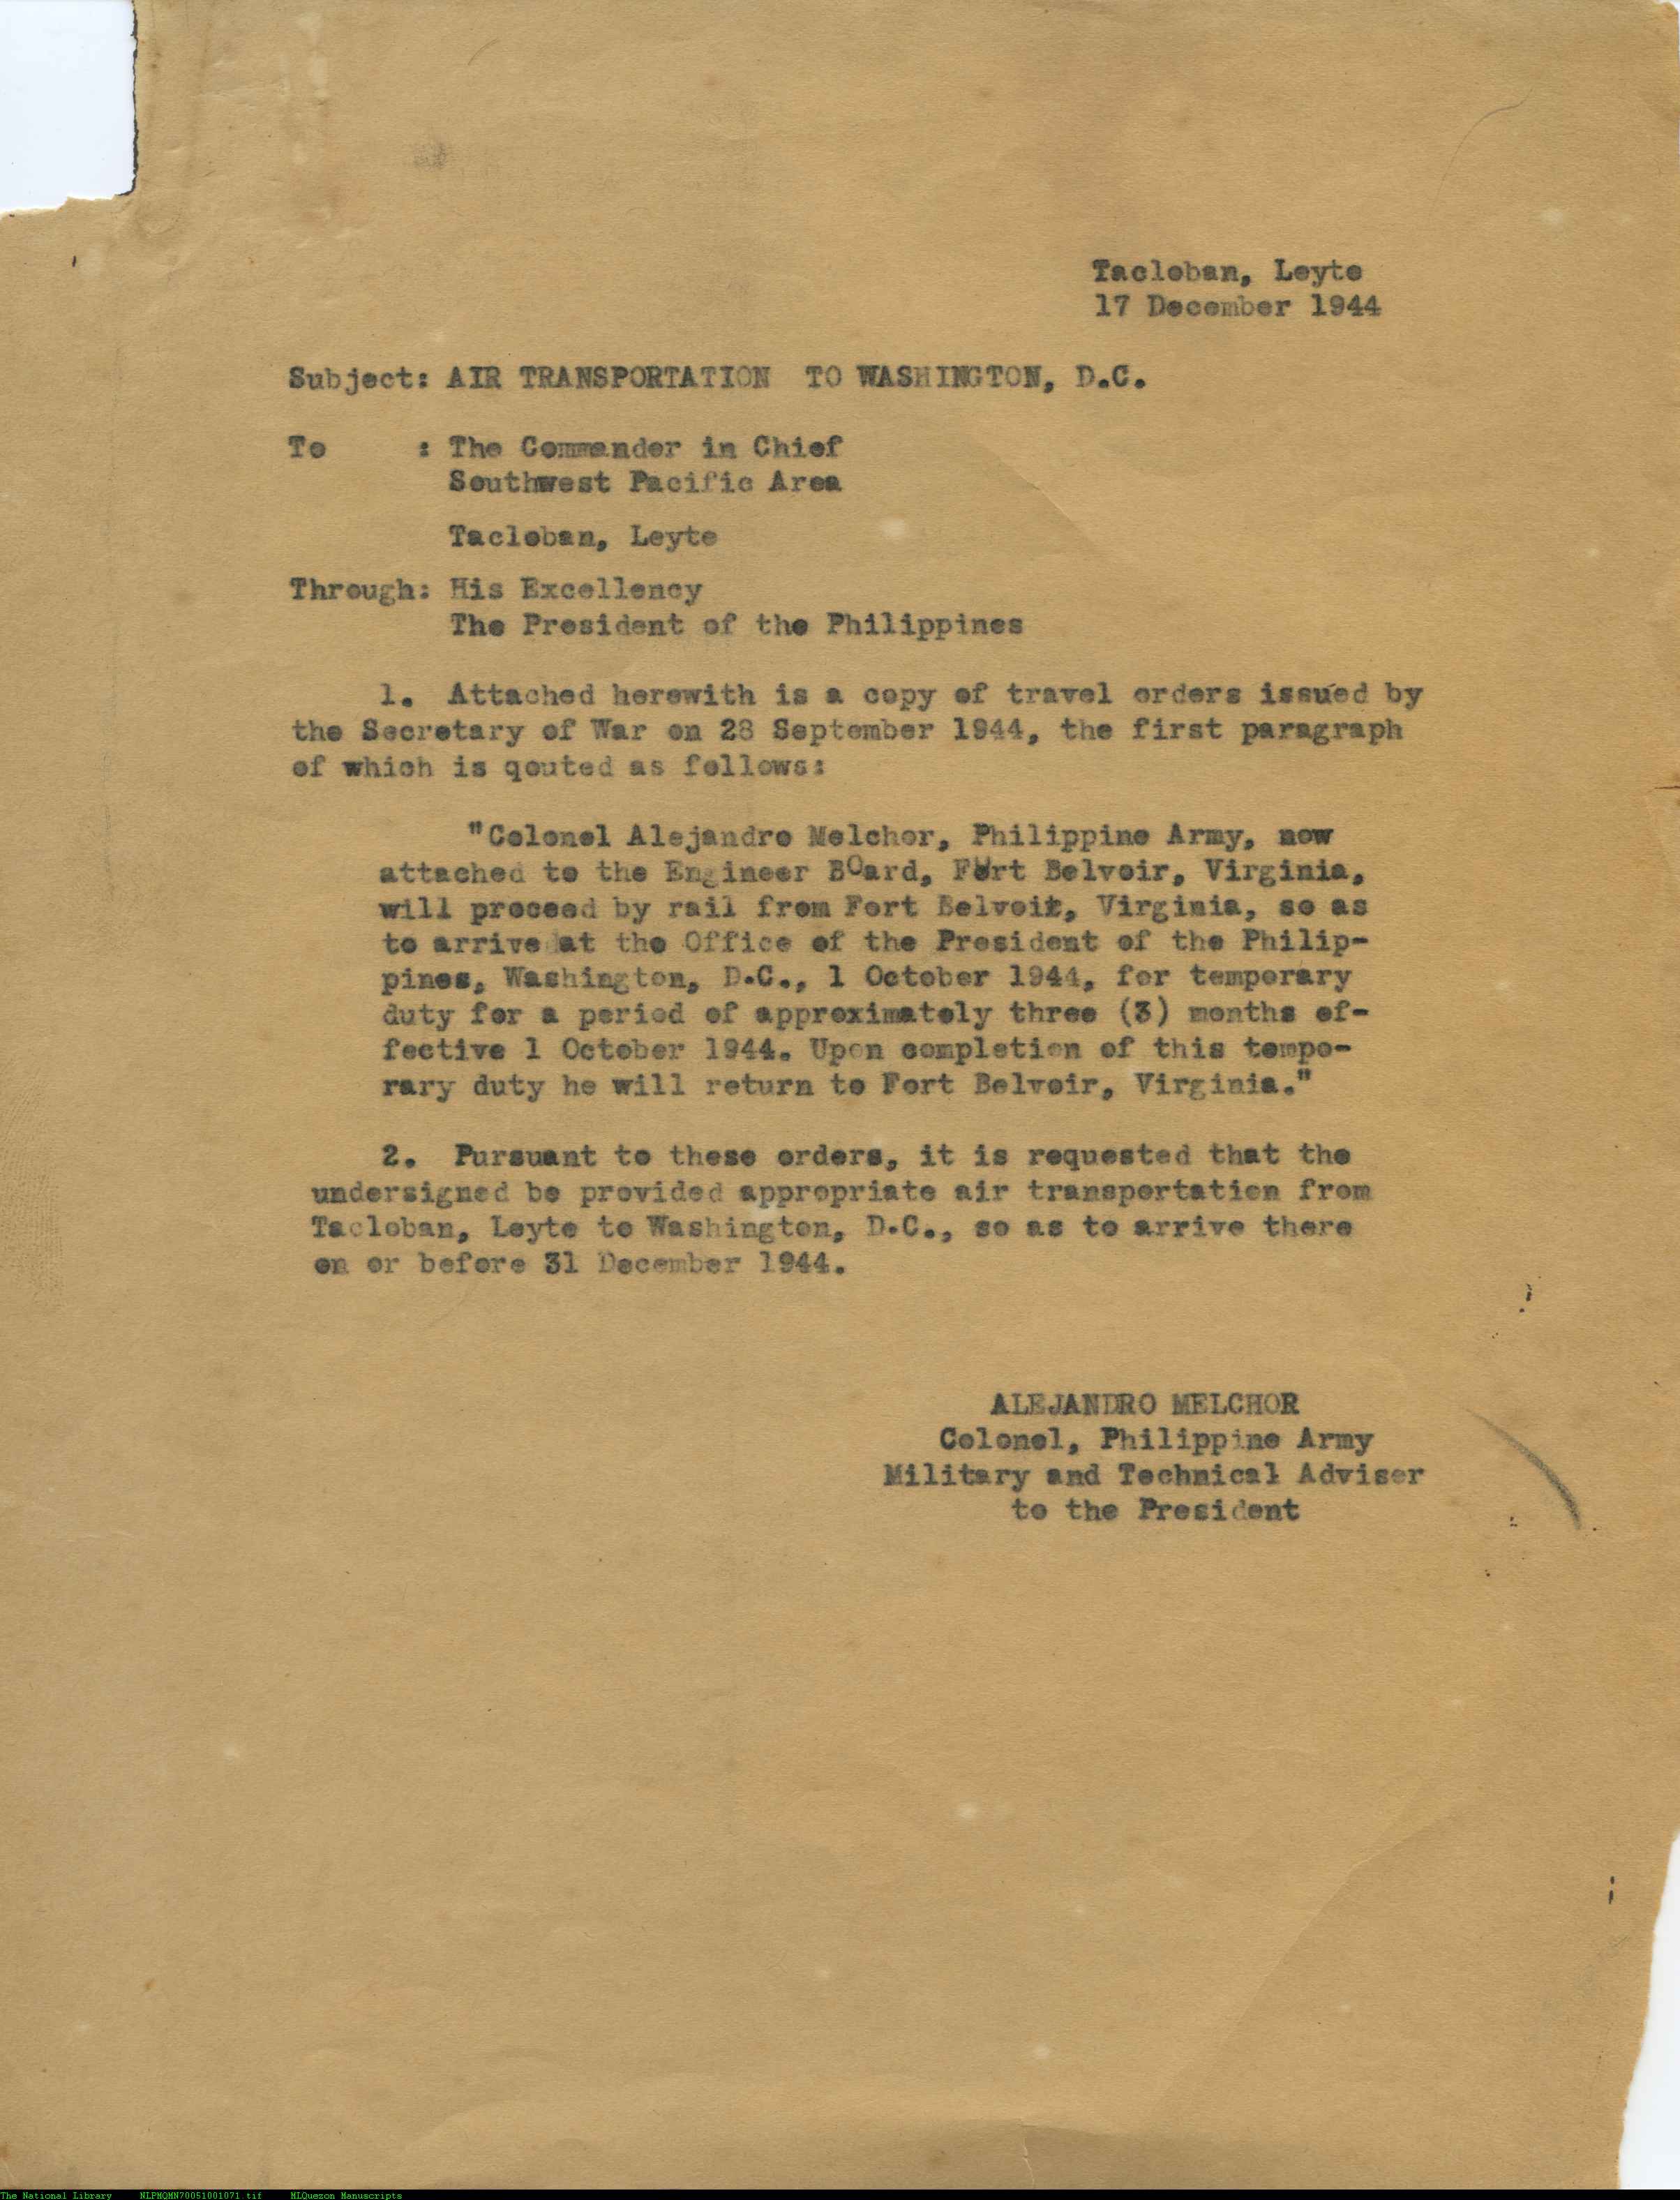 Tacloban, Leyte
17 December 1944
Subject: AIR TRANSPORTATION TO WASHINGTON, D.C.
To : The Commander in Chief
Southwest Pacific Area
Tacloban, Leyte
Through: His Excellency
The President of the Philippines
1. Attached herewith is a copy of travel orders issued by
the Secretary of War on 28 September 1944, the first paragraph
of which is qouted as follows:
"Colonel Alejandro Melchor, Philippine Army, now
attached to the Engineer BOard, Fort Belvoir, Virginia,
will proceed by rail from Fort Belvoir, Virginia, so as
to arrive at the Office of the President of the Philip-
pines, Washington, D.C., 1 October 1944, for temporary
duty for a period of approximately three (3) months ef-
fective 1 October 1944. Upon completion of this tempo-
rary duty he will return to Fort Belvoir, Virginia."
2. Pursuant to these orders, it is requested that the
undersigned be provided appropriate air transportation from
Tacloban, Leyte to Washington, D.C., so as to arrive there
on or before 31 December 1944.
ALEJANDRO MELCHOR
Colonel, Philippine Army
Military and Technical Adviser
to the President
The National Library NLPMQMN70051001071.tif MLQuezon Manuscripts